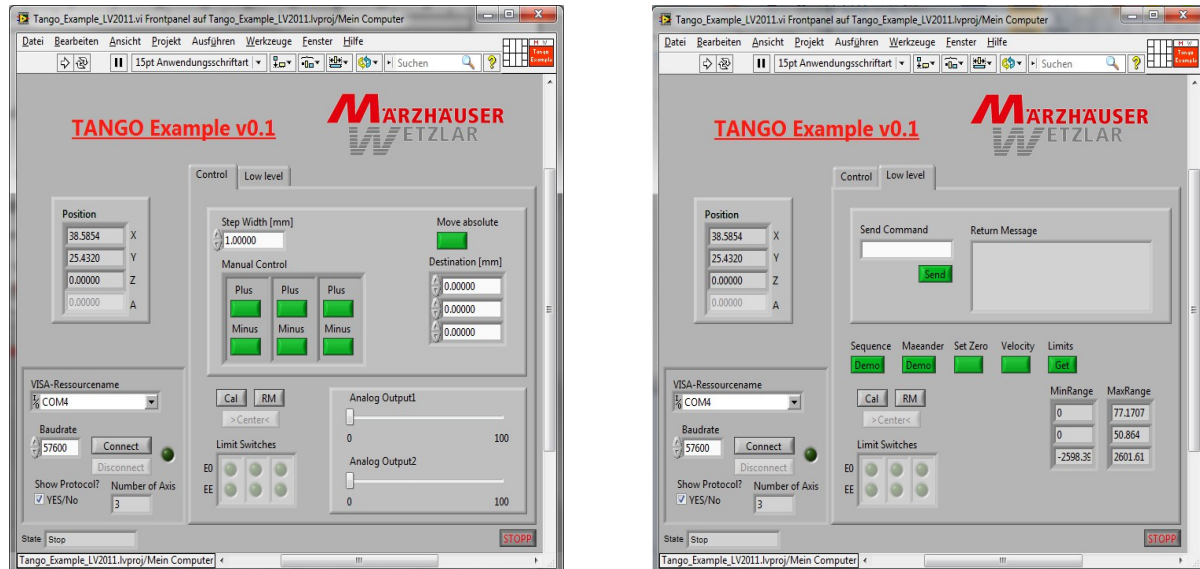 Tango_Example_LV2011.vi Frontpanel auf Tango_Example_LV2011.lvproj/Mein Computer
Datei Bearbeiten Ansicht Projekt Ausführen Werkzeuge Fenster Hilfe
15pt Anwendungsschriftart Suchen
M W
Tango
Example
TANGO Example v0.1
MÄRZHÄUSER
WETZLAR
Control Low level
Position
38.5854 X
25.4320 Y
0.00000 Z
0.00000 A
Step Width [mm]
1.00000
Move absolute
Manual Control
Destination [mm]
Plus Plus Plus
0.00000
0.00000
Minus Minus Minus
0.00000
VISA-Ressourcename
COM4
Baudrate
57600
Connect
Disconnect
Show Protocol? Number of Axis
YES/No
3
Cal RM
>Center<
Limit Switches
E0
EE
Analog Output1
0 100
Analog Output2
0 100
State Stop
STOPP
Tango_Example_LV2011.lvproj/Mein Computer
Tango_Example_LV2011.vi Frontpanel auf Tango_Example_LV2011.lvproj/Mein Computer
Datei Bearbeiten Ansicht Projekt Ausführen Werkzeuge Fenster Hilfe
15pt Anwendungsschriftart Suchen
M W
Tango
Example
TANGO Example v0.1
MÄRZHÄUSER
WETZLAR
Control Low level
Position
38.5854 X
25.4320 Y
0.00000 Z
0.00000 A
Send Command Return Message
Send
Sequence Maeander Set Zero Velocity Limits
Demo Demo Get
MinRange MaxRange
0 77.1707
0 50.864
-2598.39 2601.61
VISA-Ressourcename
COM4
Baudrate
57600
Connect
Disconnect
Show Protocol? Number of Axis
YES/No
3
Cal RM
>Center<
Limit Switches
E0
EE
State Stop
STOPP
Tango_Example_LV2011.lvproj/Mein Computer